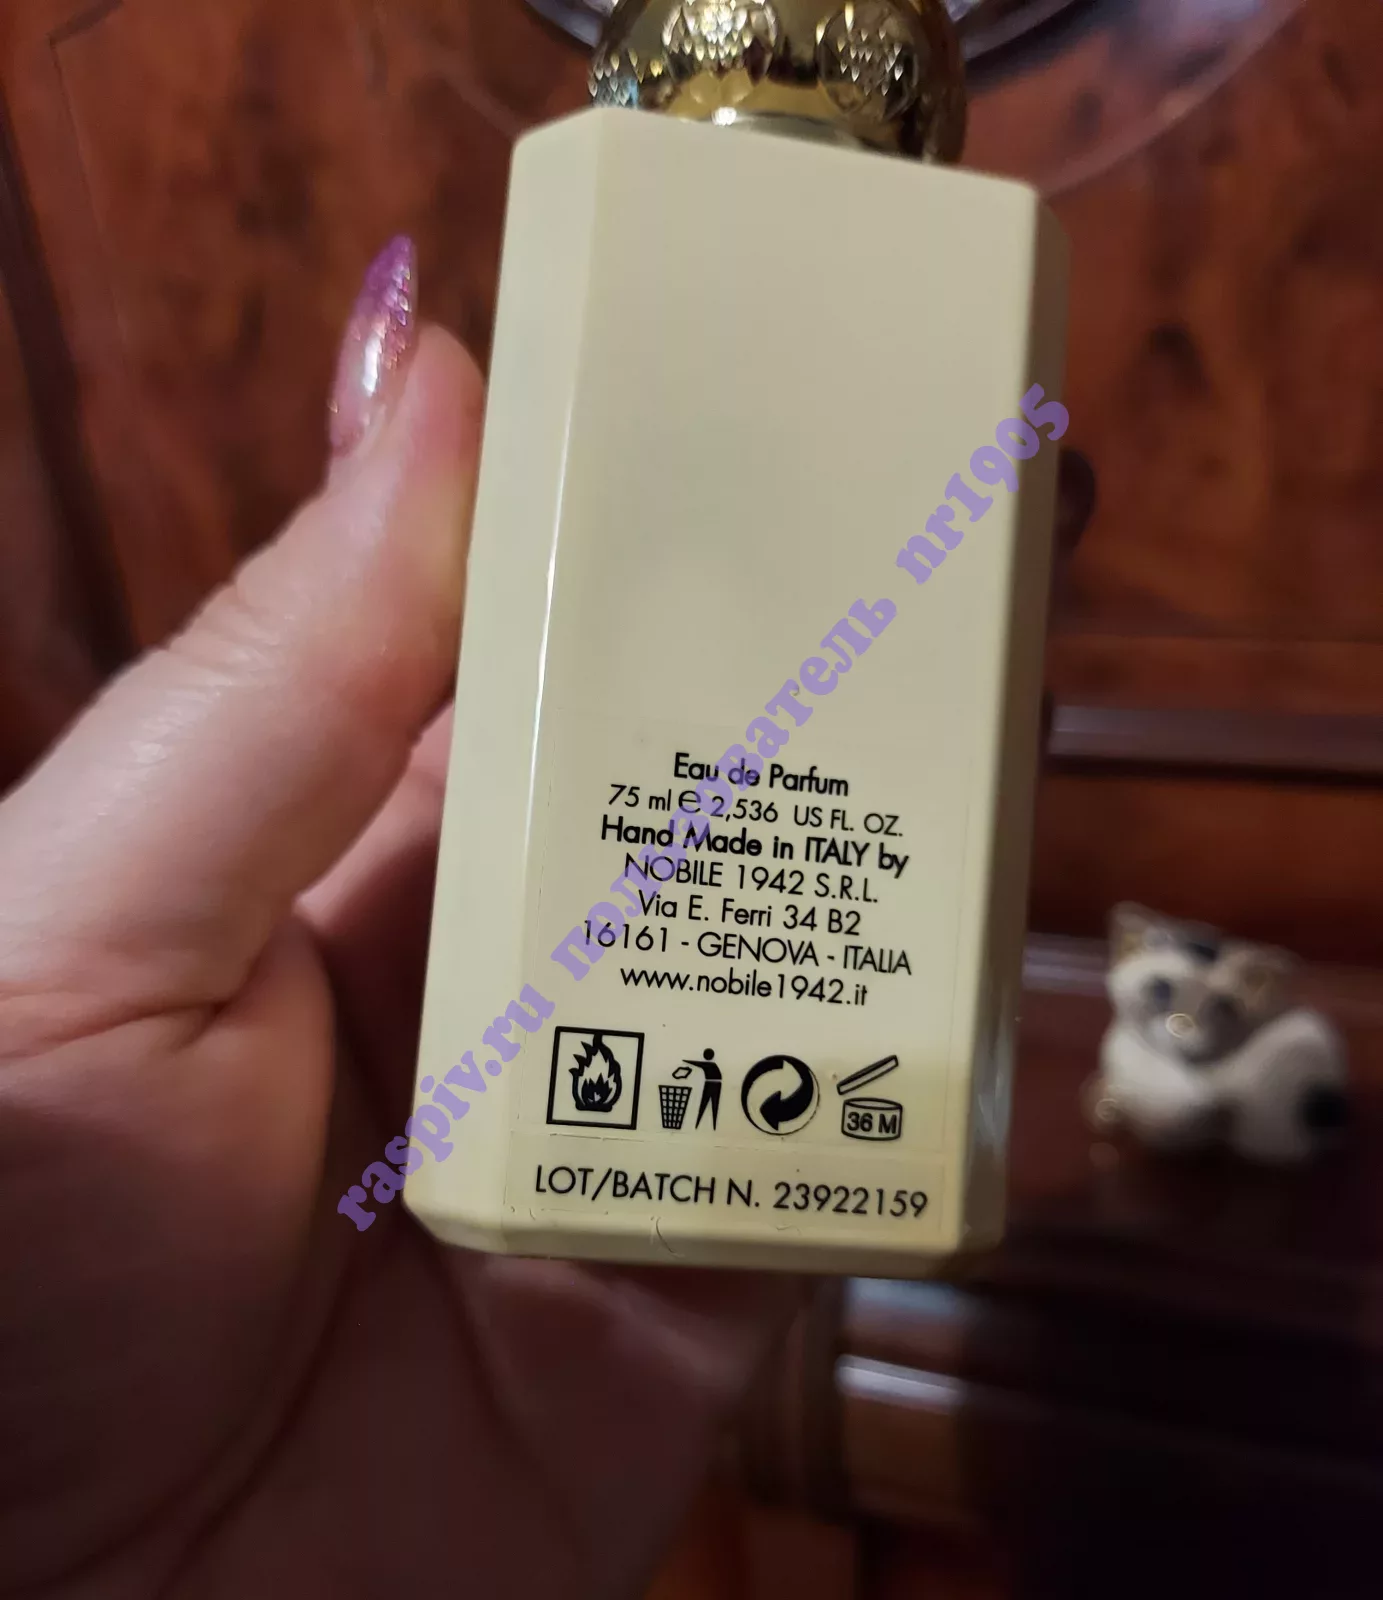 Eau de Parfum
75 ml e 2,536 US FL. OZ.
Hand Made in ITALY by
NOBILE 1942 S.R.L.
Via E. Ferri 34 B2
16161 - GENOVA - ITALIA
www.nobile1942.it
36 M
LOT/BATCH N. 23922159
raspiv.ru пользователь nr1905